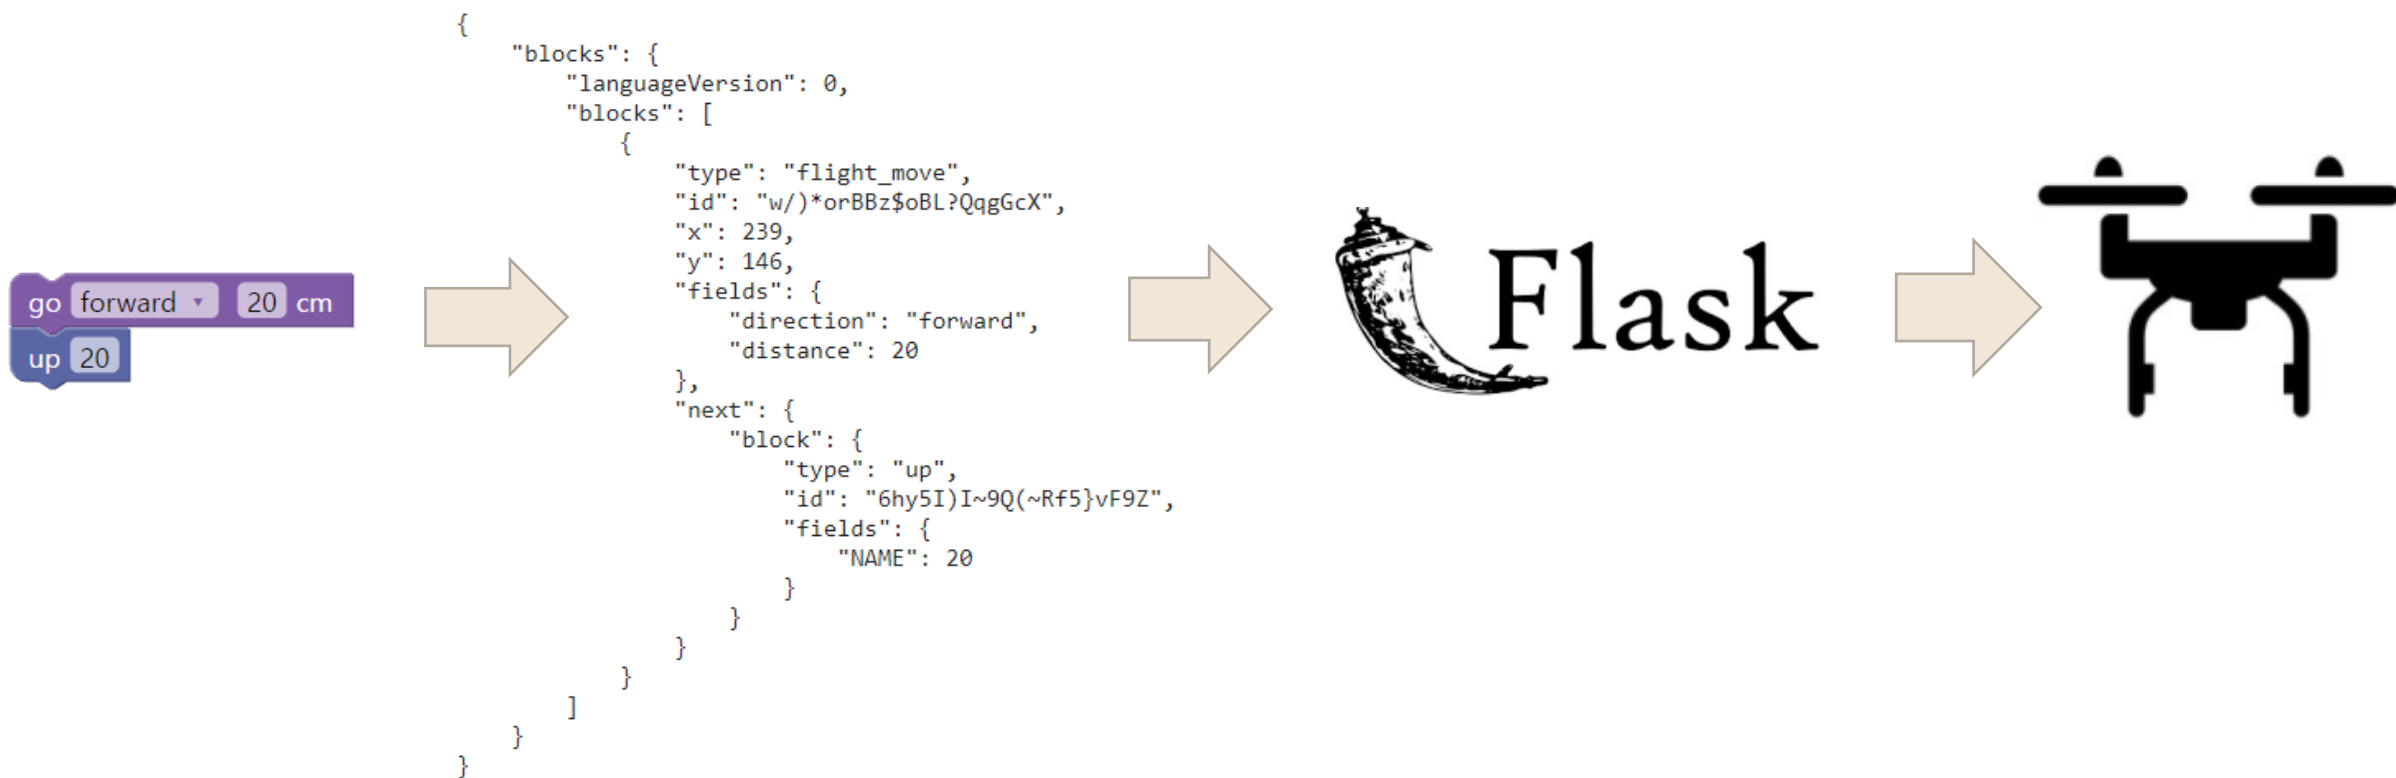 go forward 20 cm
up 20
{
    "blocks": {
        "languageVersion": 0,
        "blocks": [
            {
                "type": "flight_move",
                "id": "w/)*orBBz$oBL?QqgGcX",
                "x": 239,
                "y": 146,
                "fields": {
                    "direction": "forward",
                    "distance": 20
                },
                "next": {
                    "block": {
                        "type": "up",
                        "id": "6hy5I)I~9Q(~Rf5}vF9Z",
                        "fields": {
                            "NAME": 20
                        }
                    }
                }
            }
        ]
    }
}
Flask